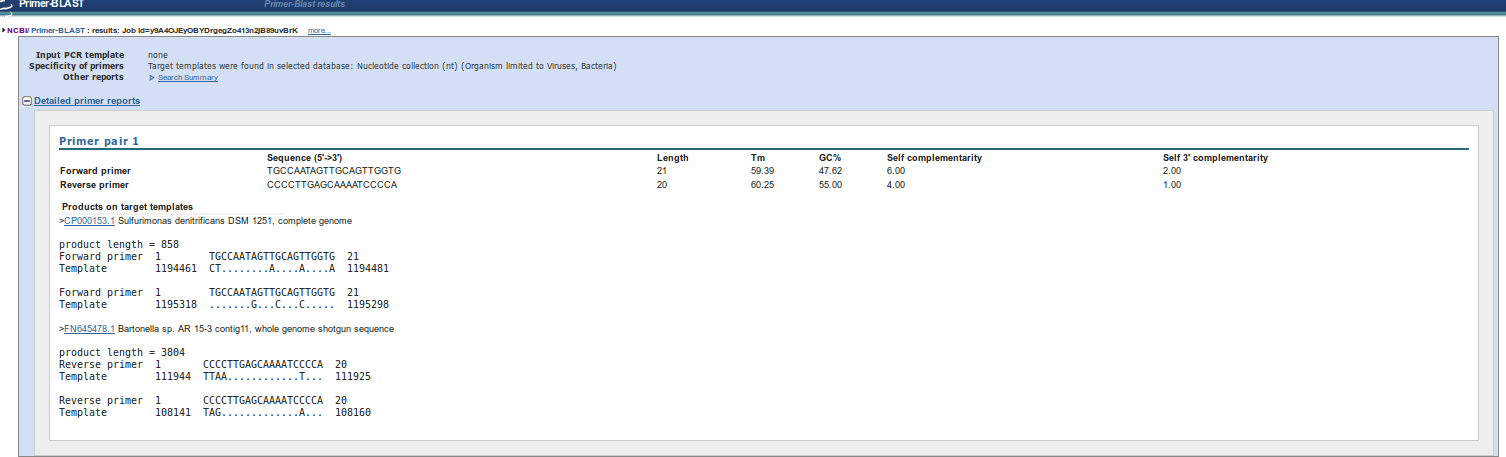 Primer-BLAST Primer-Blast results
NCBI/ Primer-BLAST : results: Job id=y9A4OJEyOBYDrgegZo413n2jB89uvBrK more...
Input PCR template none
Specificity of primers Target templates were found in selected database: Nucleotide collection (nt) (Organism limited to Viruses, Bacteria)
Other reports Search Summary
Detailed primer reports
Primer pair 1
Sequence (5'->3') Length Tm GC% Self complementarity Self 3' complementarity
Forward primer TGCCAATAGTTGCAGTTGGTG 21 59.39 47.62 6.00 2.00
Reverse primer CCCCTTGAGCAAAATCCCCA 20 60.25 55.00 4.00 1.00
Products on target templates
>CP000153.1 Sulfurimonas denitrificans DSM 1251, complete genome
product length = 858
Forward primer 1 TGCCAATAGTTGCAGTTGGTG 21
Template 1194461 CT........A....A....A 1194481
Forward primer 1 TGCCAATAGTTGCAGTTGGTG 21
Template 1195318 .......G...C...C..... 1195298
>FN645478.1 Bartonella sp. AR 15-3 contig11, whole genome shotgun sequence
product length = 3804
Reverse primer 1 CCCCTTGAGCAAAATCCCCA 20
Template 111944 TTAA............T... 111925
Reverse primer 1 CCCCTTGAGCAAAATCCCCA 20
Template 108141 TAG.............A... 108160